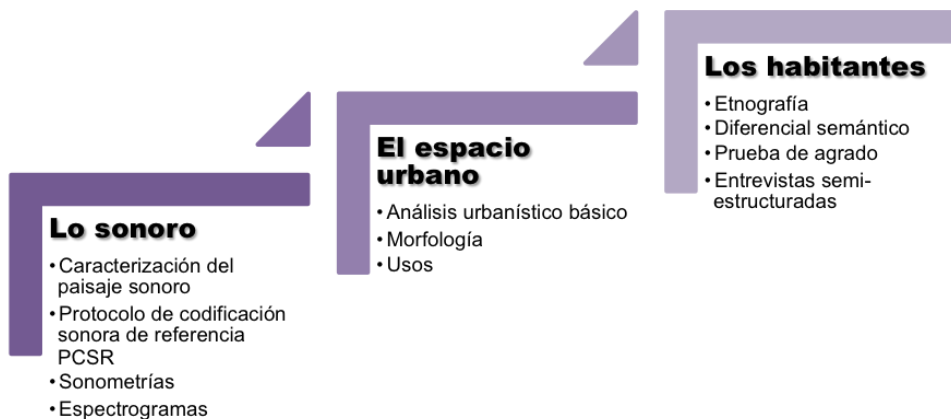 Lo sonoro
• Caracterización del
paisaje sonoro
• Protocolo de codificación
sonora de referencia
PCSR
• Sonometrías
• Espectrogramas
El espacio
urbano
• Análisis urbanístico básico
• Morfología
• Usos
Los habitantes
• Etnografía
• Diferencial semántico
• Prueba de agrado
• Entrevistas semi-
estructuradas